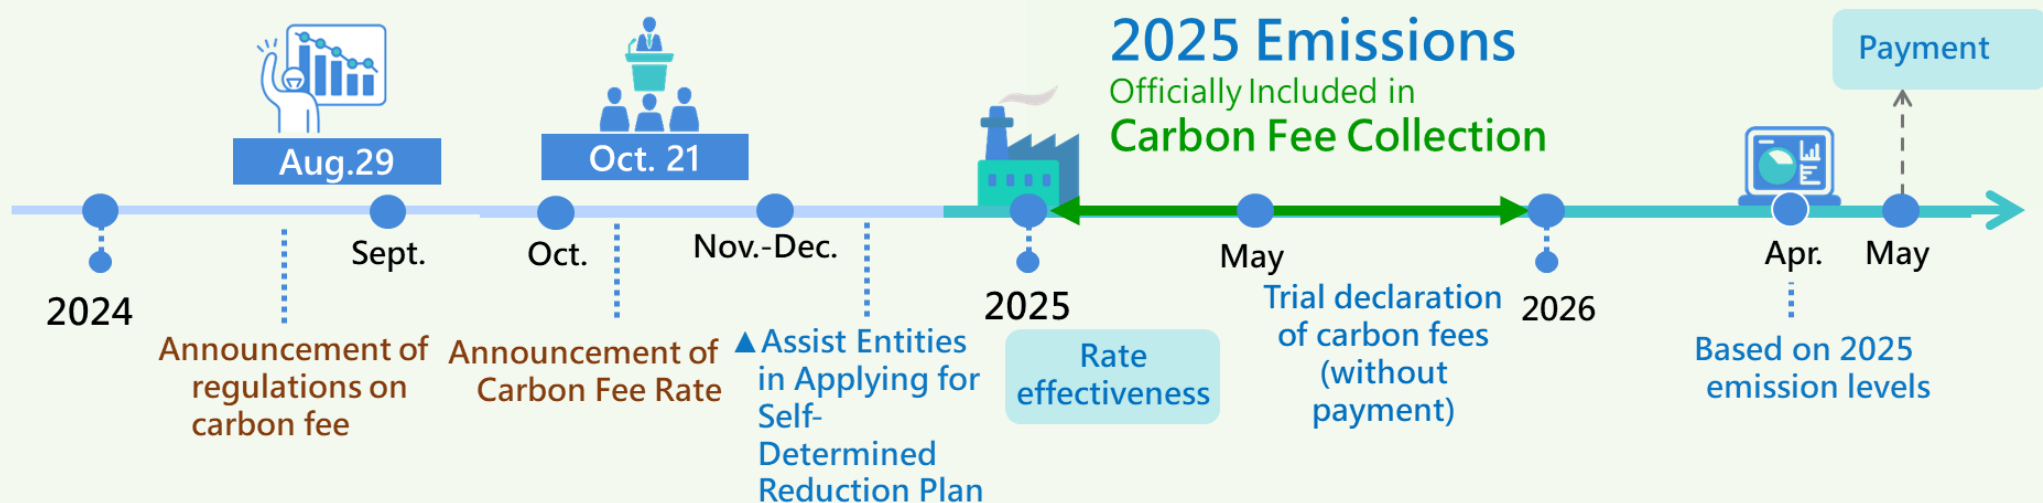 2025 Emissions
Officially Included in
Carbon Fee Collection
Payment
Aug.29
Oct. 21
Sept.
Oct.
Nov.-Dec.
May
Apr.
May
2024
2025
2026
Announcement of
regulations on
carbon fee
Announcement of
Carbon Fee Rate
▲Assist Entities
in Applying for
Self-
Determined
Reduction Plan
Rate
effectiveness
Trial declaration
of carbon fees
(without
payment)
Based on 2025
emission levels